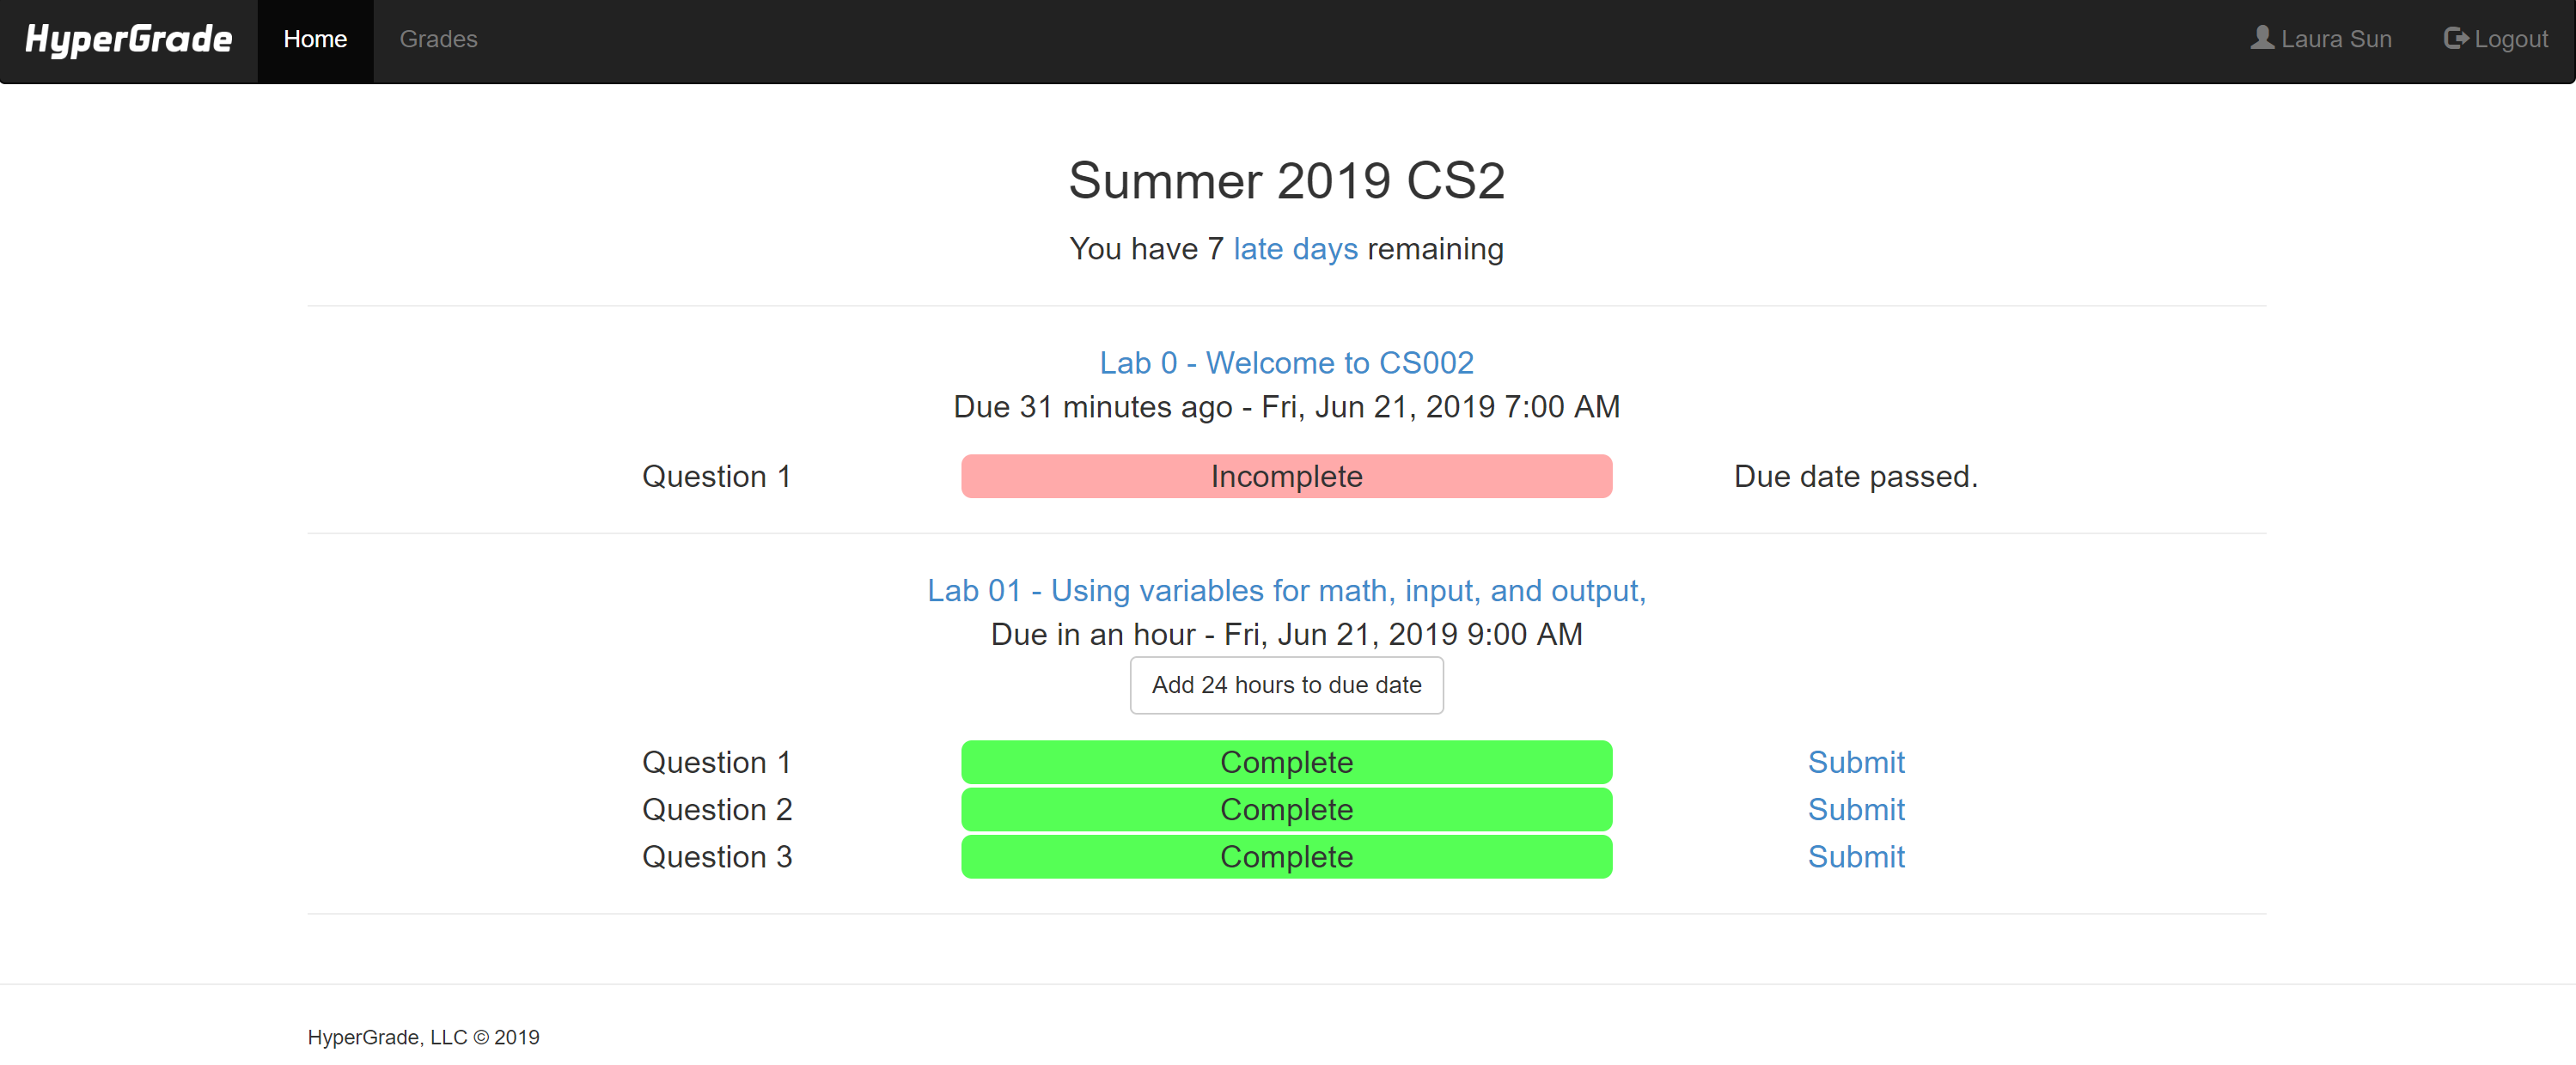 HyperGrade Home Grades Laura Sun Logout
Summer 2019 CS2
You have 7 late days remaining
Lab 0 - Welcome to CS002
Due 31 minutes ago - Fri, Jun 21, 2019 7:00 AM
Question 1 Incomplete Due date passed.
Lab 01 - Using variables for math, input, and output,
Due in an hour - Fri, Jun 21, 2019 9:00 AM
Add 24 hours to due date
Question 1 Complete Submit
Question 2 Complete Submit
Question 3 Complete Submit
HyperGrade, LLC © 2019